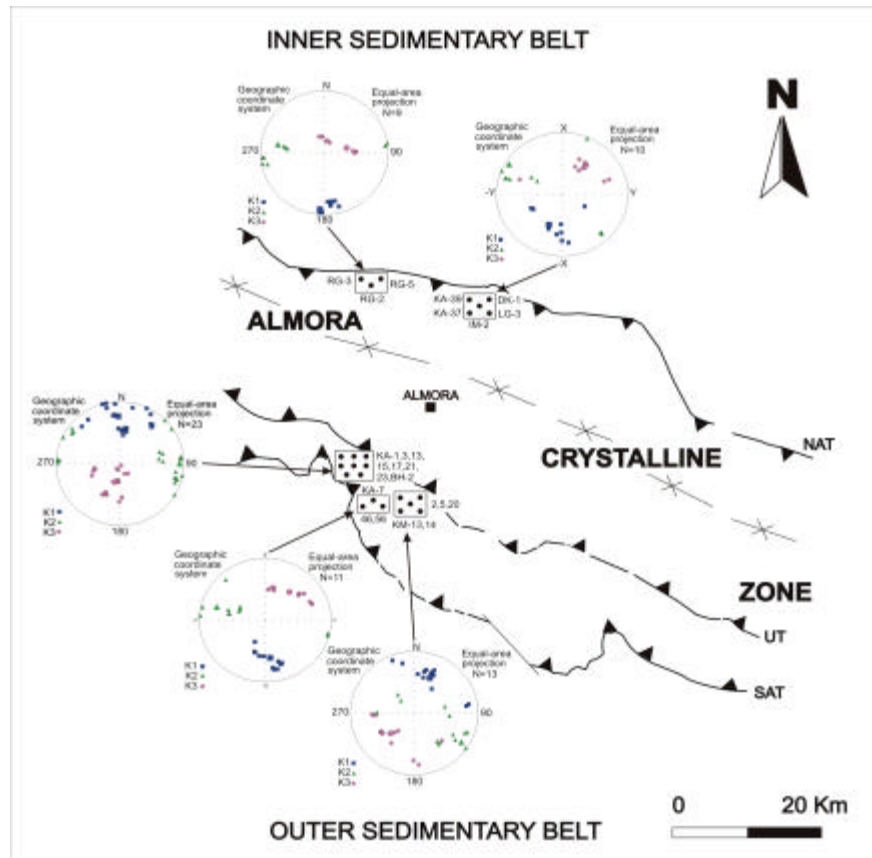 INNER SEDIMENTARY BELT
Geographic coordinate system
N
Equal-area projection
N=9
270
90
180
K1
K2
K3
Geographic coordinate system
X
Equal-area projection
N=10
-Y
Y
-X
K1
K2
K3
N
RG-3
RG-5
RG-2
KA-39
DK-1
KA-37
LG-3
IM-2
ALMORA
ALMORA
CRYSTALLINE
NAT
Geographic coordinate system
N
Equal-area projection
N=23
270
90
180
K1
K2
K3
KA-1,3,13,
15,17,21,
23,BH-2
KA-7
46,56
2,5,20
KM-13,14
ZONE
UT
SAT
Geographic coordinate system
Equal-area projection
N=11
K1
K2
K3
Geographic coordinate system
N
Equal-area projection
N=13
270
90
180
K1
K2
K3
0 20 Km
OUTER SEDIMENTARY BELT